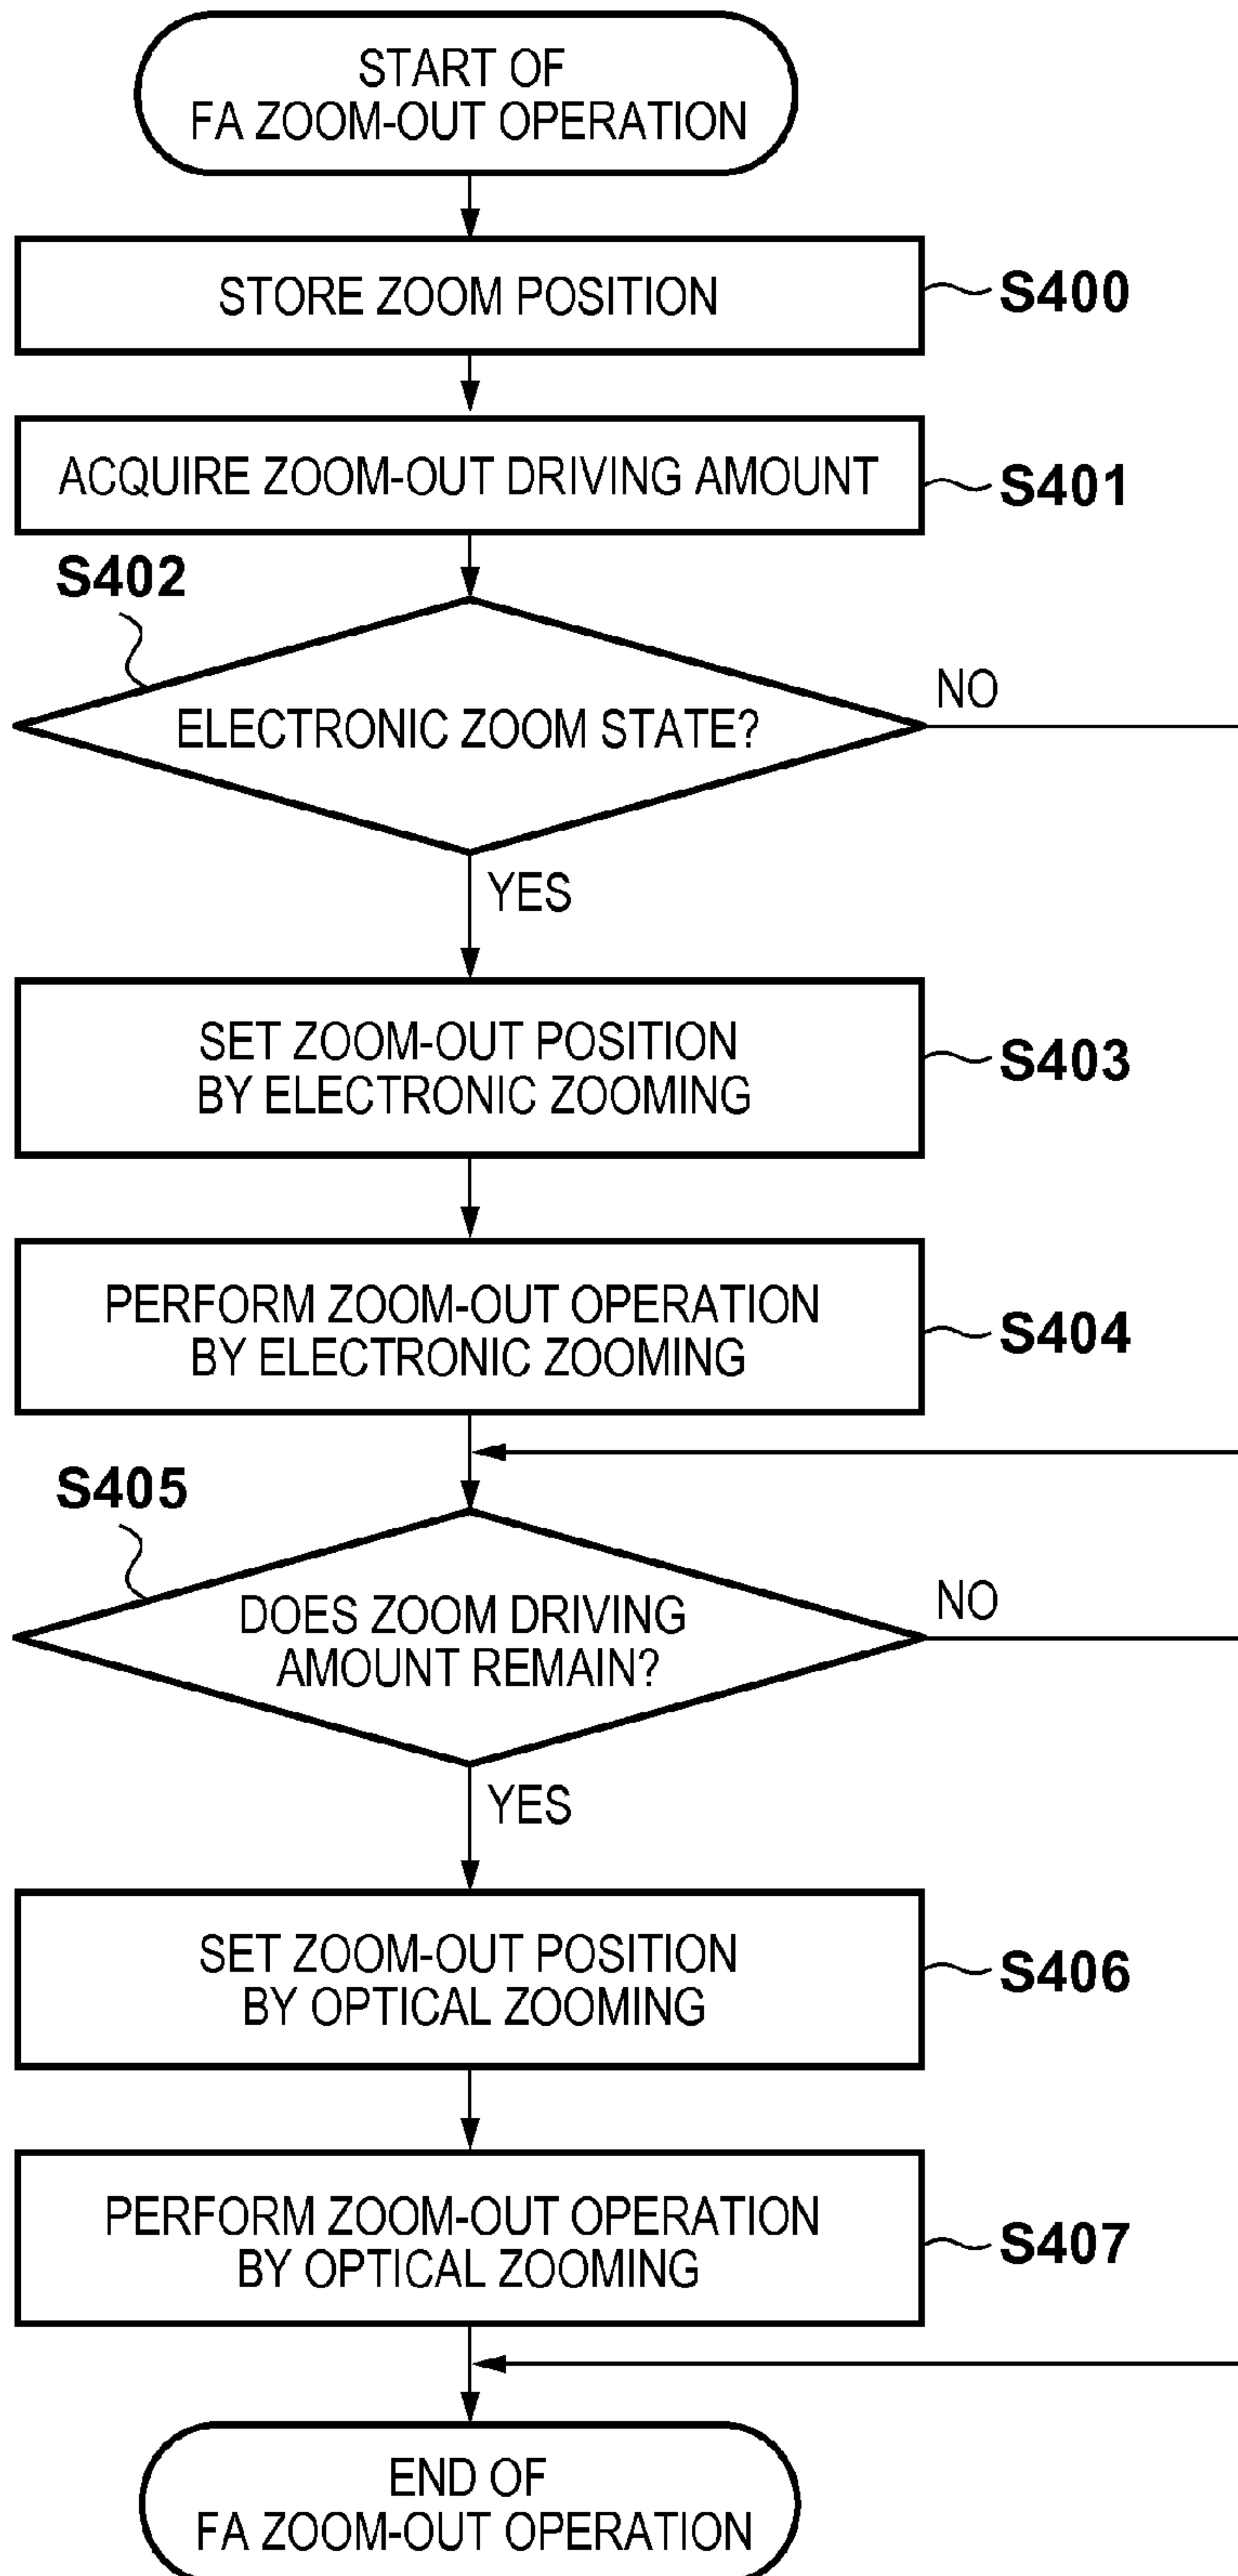 START OF
FA ZOOM-OUT OPERATION
STORE ZOOM POSITION
S400
ACQUIRE ZOOM-OUT DRIVING AMOUNT
S401
S402
ELECTRONIC ZOOM STATE?
NO
YES
SET ZOOM-OUT POSITION
BY ELECTRONIC ZOOMING
S403
PERFORM ZOOM-OUT OPERATION
BY ELECTRONIC ZOOMING
S404
S405
DOES ZOOM DRIVING
AMOUNT REMAIN?
NO
YES
SET ZOOM-OUT POSITION
BY OPTICAL ZOOMING
S406
PERFORM ZOOM-OUT OPERATION
BY OPTICAL ZOOMING
S407
END OF
FA ZOOM-OUT OPERATION